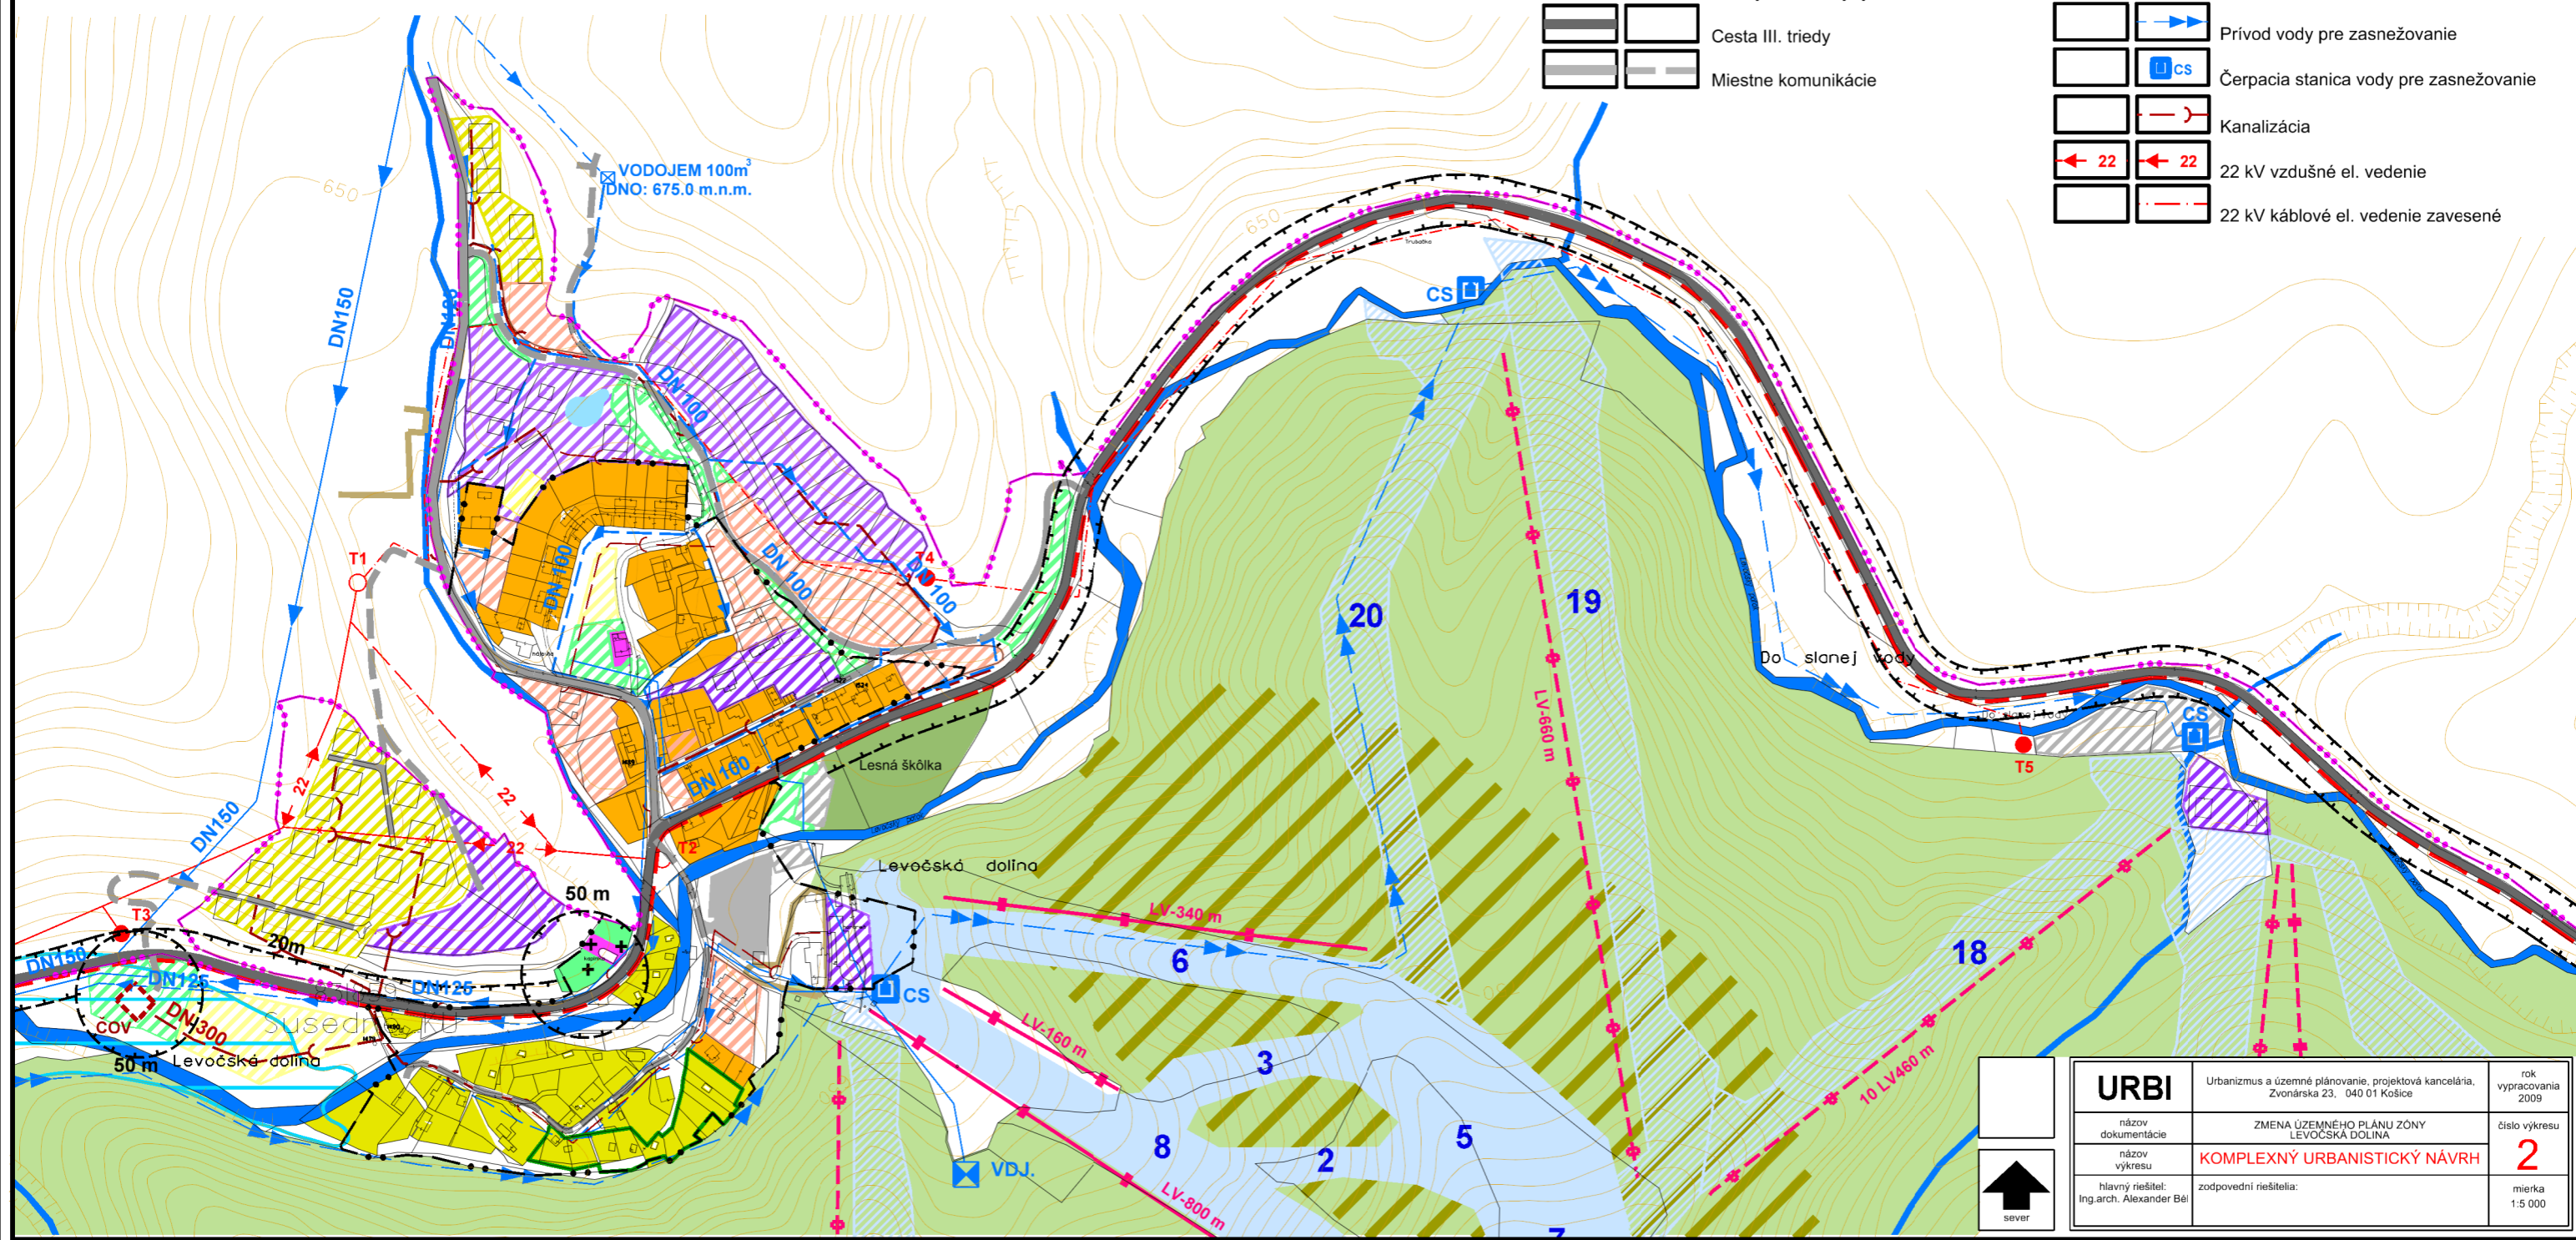 Cesta III. triedy
Miestne komunikácie
Prívod vody pre zasnežovanie
CS
Čerpacia stanica vody pre zasnežovanie
Kanalizácia
22
22
22 kV vzdušné el. vedenie
22 kV káblové el. vedenie zavesené
VODOJEM 100m³
DNO: 675.0 m.n.m.
650
650
DN150
DN 100
CS
T1
T4
DN 100
DN 100
DN 100
20
19
Do slanej vody
LV-660 m
CS
T5
Lesná škôlka
DN 100
22
22
22
DN150
T2
Levočská dolina
50 m
T3
20m
DN150
DN125
DN125
LV-340 m
6
18
CS
ČOV
DN 300
Levočská dolina
50 m
LV-160 m
3
10 LV460 m
8
2
5
VDJ.
LV-800 m
7
URBI
Urbanizmus a územné plánovanie, projektová kancelária,
Zvonárska 23, 040 01 Košice
rok
vypracovania
2009
názov
dokumentácie
ZMENA ÚZEMNÉHO PLÁNU ZÓNY
LEVOČSKÁ DOLINA
číslo výkresu
2
názov
výkresu
KOMPLEXNÝ URBANISTICKÝ NÁVRH
hlavný riešiteľ:
Ing.arch. Alexander Bél
zodpovední riešitelia:
mierka
1:5 000
sever